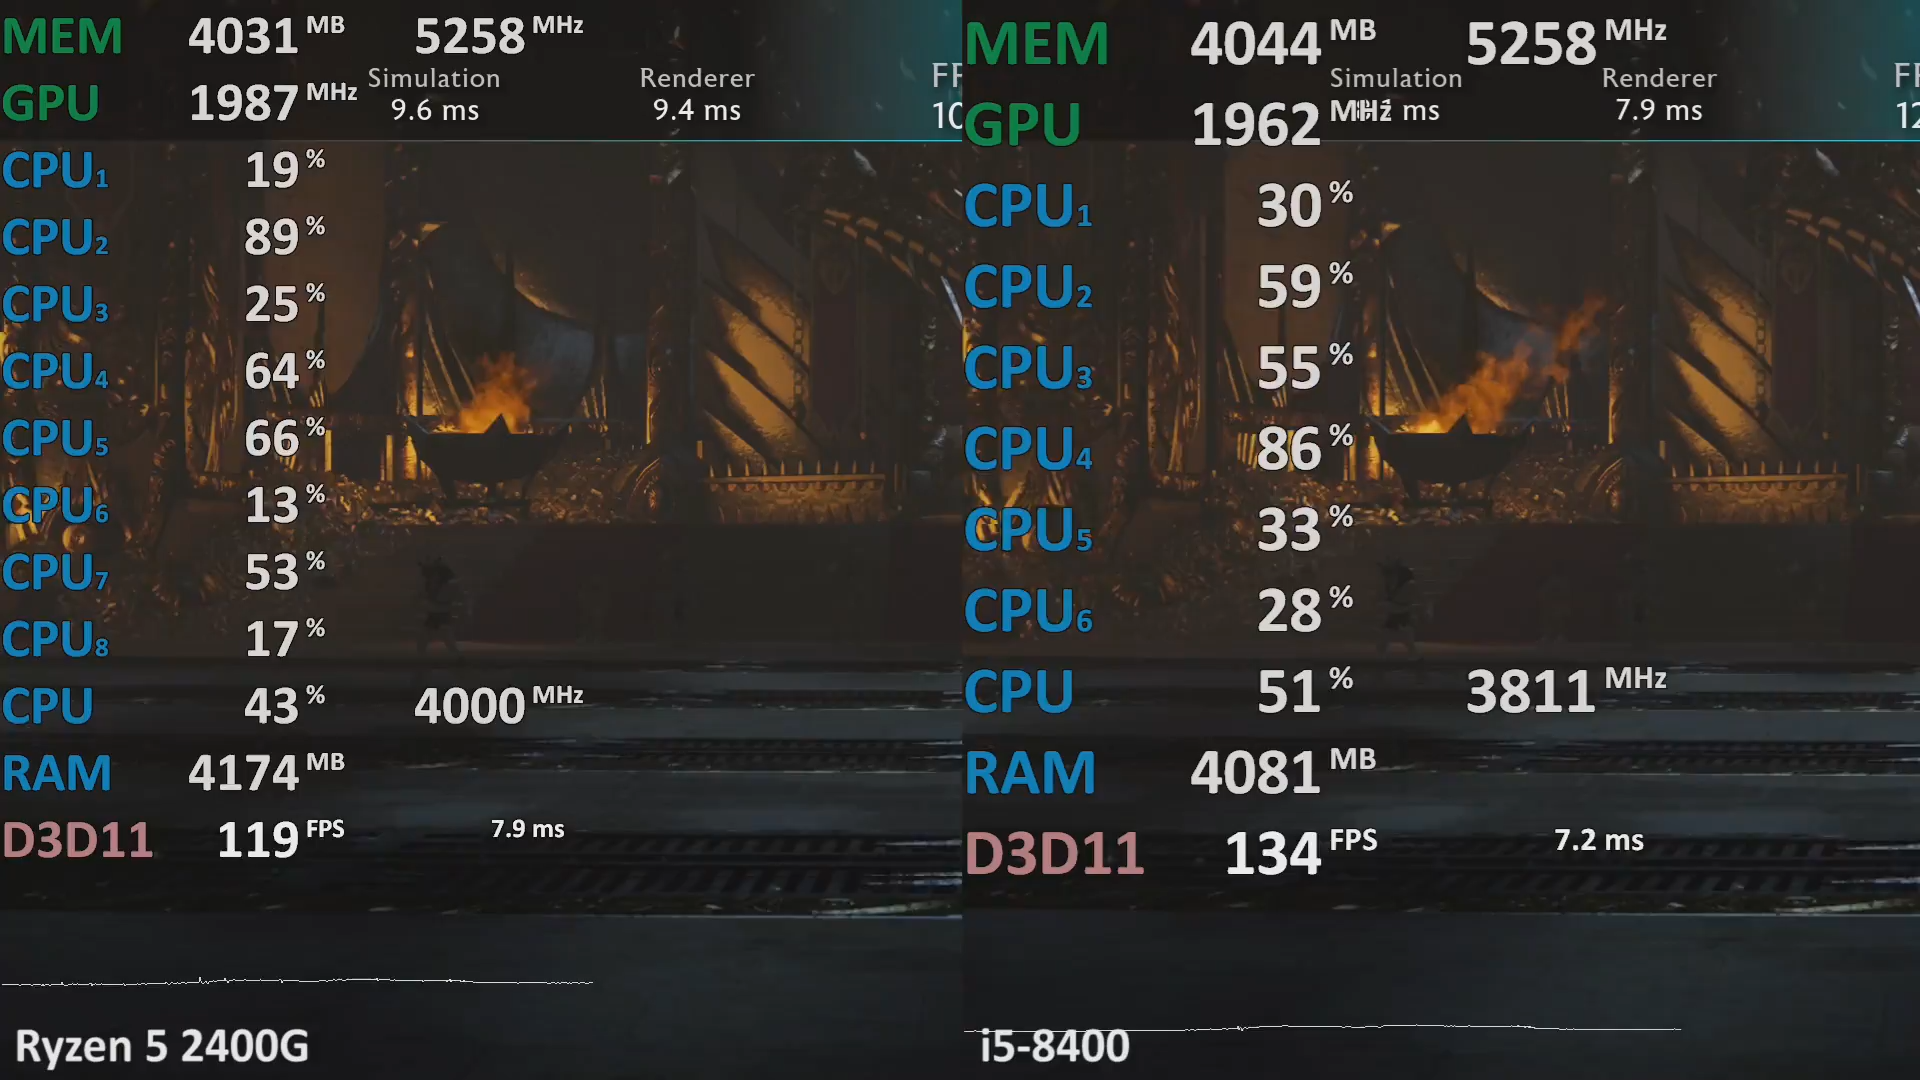 MEM 4031 MB 5258 MHz
Simulation Renderer FF
GPU 1987 MHz 9.6 ms 9.4 ms 10
CPU1 19 %
CPU2 89 %
CPU3 25 %
CPU4 64 %
CPU5 66 %
CPU6 13 %
CPU7 53 %
CPU8 17 %
CPU 43 % 4000 MHz
RAM 4174 MB
D3D11 119 FPS 7.9 ms
Ryzen 5 2400G
MEM 4044 MB 5258 MHz
Simulation Renderer FF
GPU 1962 MHz ms 7.9 ms 12
CPU1 30 %
CPU2 59 %
CPU3 55 %
CPU4 86 %
CPU5 33 %
CPU6 28 %
CPU 51 % 3811 MHz
RAM 4081 MB
D3D11 134 FPS 7.2 ms
i5-8400